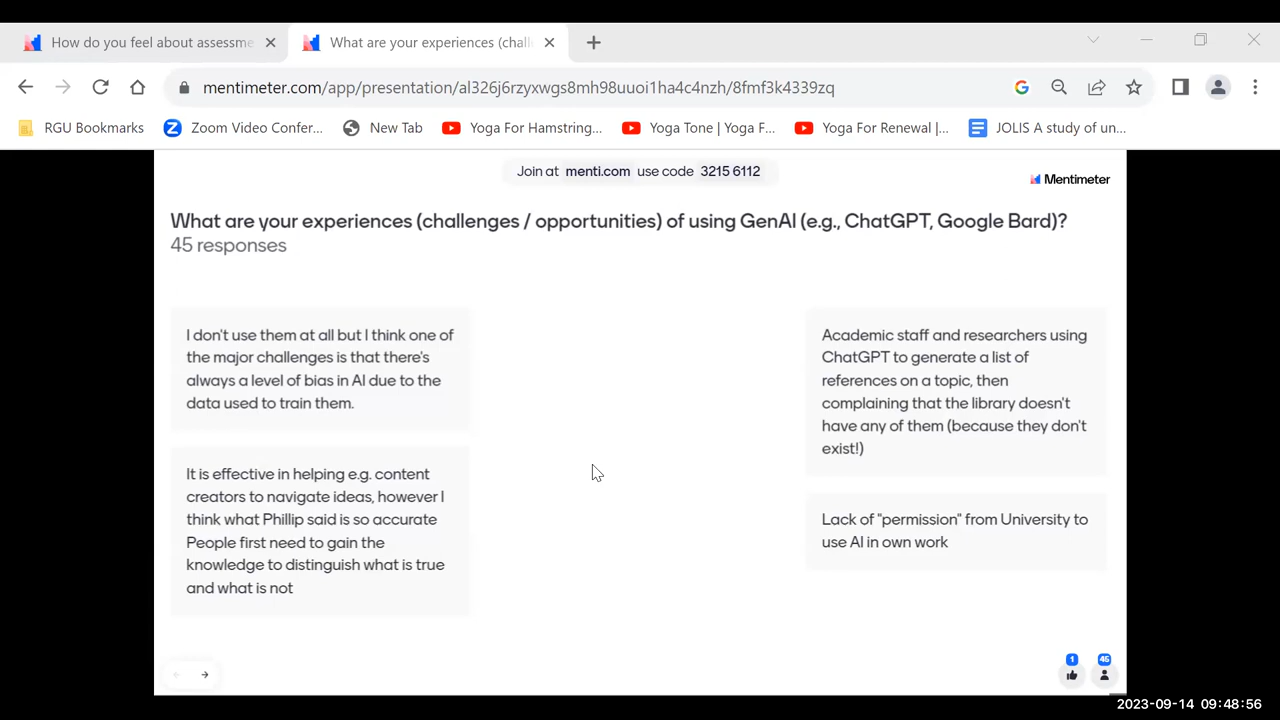 How do you feel about assessme
What are your experiences (chall
mentimeter.com/app/presentation/al326j6rzyxwgs8mh98uuoi1ha4c4nzh/8fmf3k4339zq
RGU Bookmarks
Zoom Video Confer...
New Tab
Yoga For Hamstring...
Yoga Tone | Yoga F...
Yoga For Renewal |...
JOLIS A study of un...
Join at menti.com use code 3215 6112
Mentimeter
What are your experiences (challenges / opportunities) of using GenAI (e.g., ChatGPT, Google Bard)?
45 responses
I don't use them at all but I think one of
the major challenges is that there's
always a level of bias in AI due to the
data used to train them.
It is effective in helping e.g. content
creators to navigate ideas, however I
think what Phillip said is so accurate
People first need to gain the
knowledge to distinguish what is true
and what is not
Academic staff and researchers using
ChatGPT to generate a list of
references on a topic, then
complaining that the library doesn't
have any of them (because they don't
exist!)
Lack of "permission" from University to
use AI in own work
1
45
2023-09-14 09:48:56